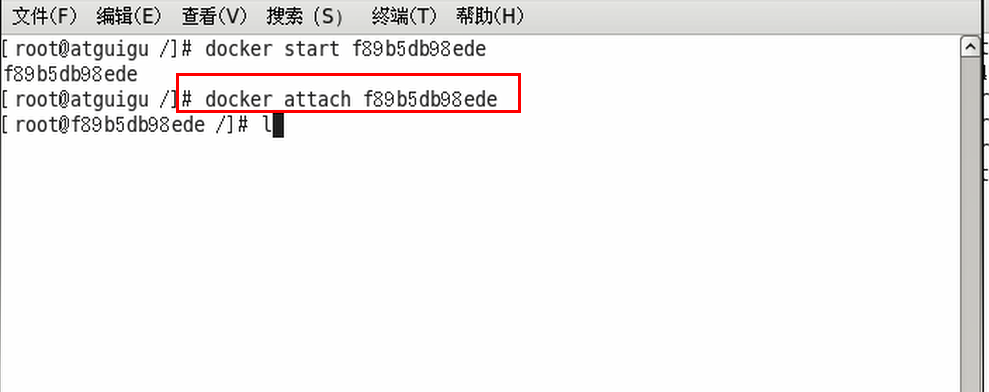 文件(F) 编辑(E) 查看(V) 搜索 (S) 终端(T) 帮助(H)
[root@atguigu /]# docker start f89b5db98ede
f89b5db98ede
[root@atguigu /]# docker attach f89b5db98ede
[root@f89b5db98ede /]# l